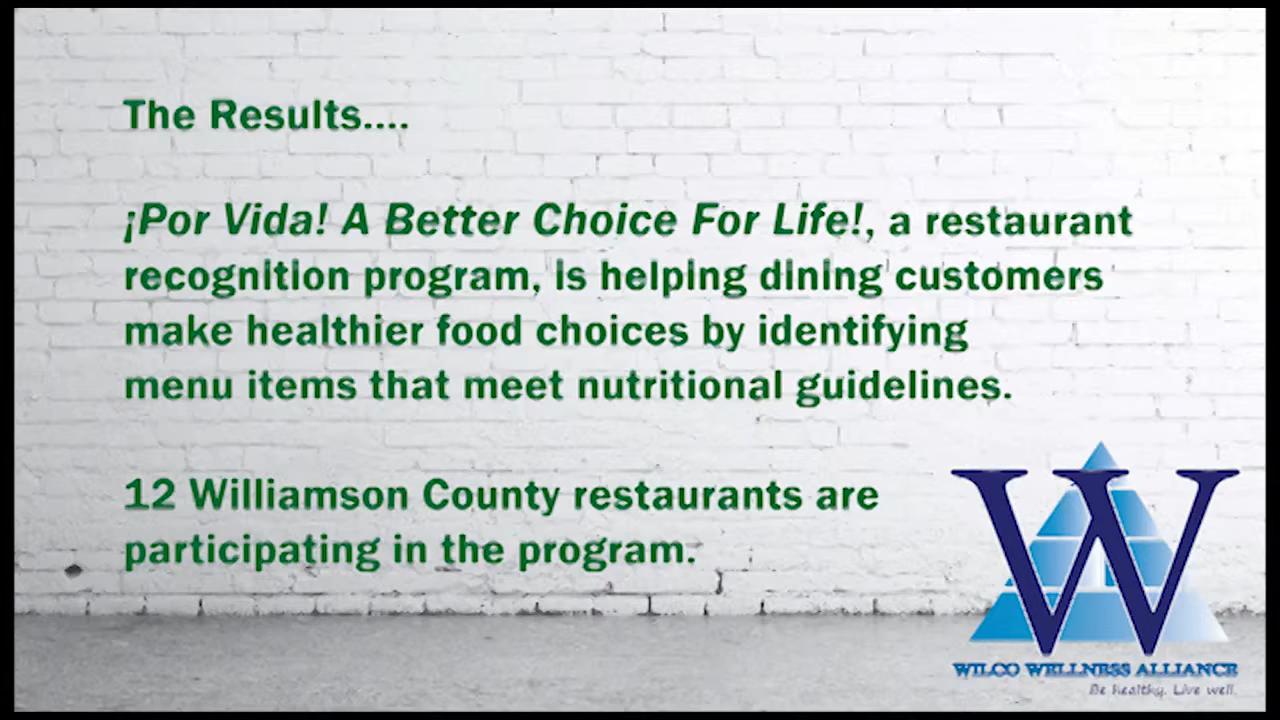 The Results....
¡Por Vida! A Better Choice For Life!, a restaurant
recognition program, is helping dining customers
make healthier food choices by identifying
menu items that meet nutritional guidelines.
12 Williamson County restaurants are
participating in the program.
W
WILCO WELLNESS ALLIANCE
Be healthy. Live well.